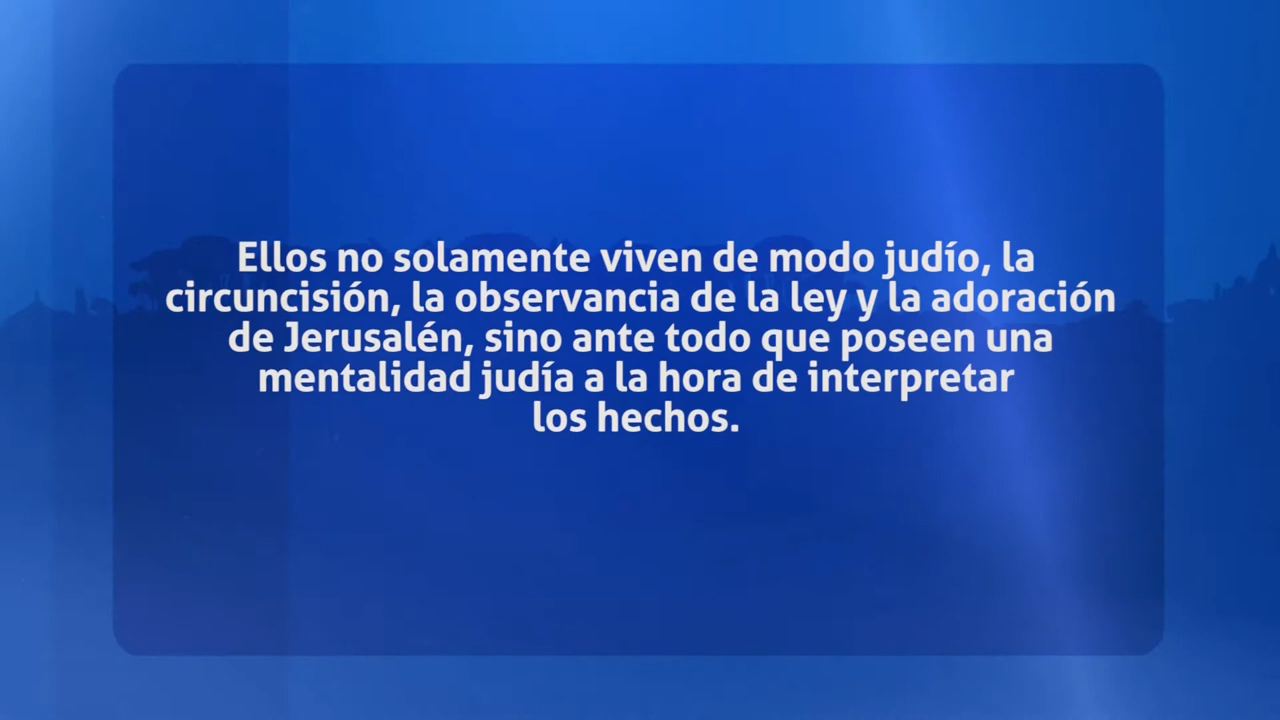 Ellos no solamente viven de modo judío, la
circuncisión, la observancia de la ley y la adoración
de Jerusalén, sino ante todo que poseen una
mentalidad judía a la hora de interpretar
los hechos.